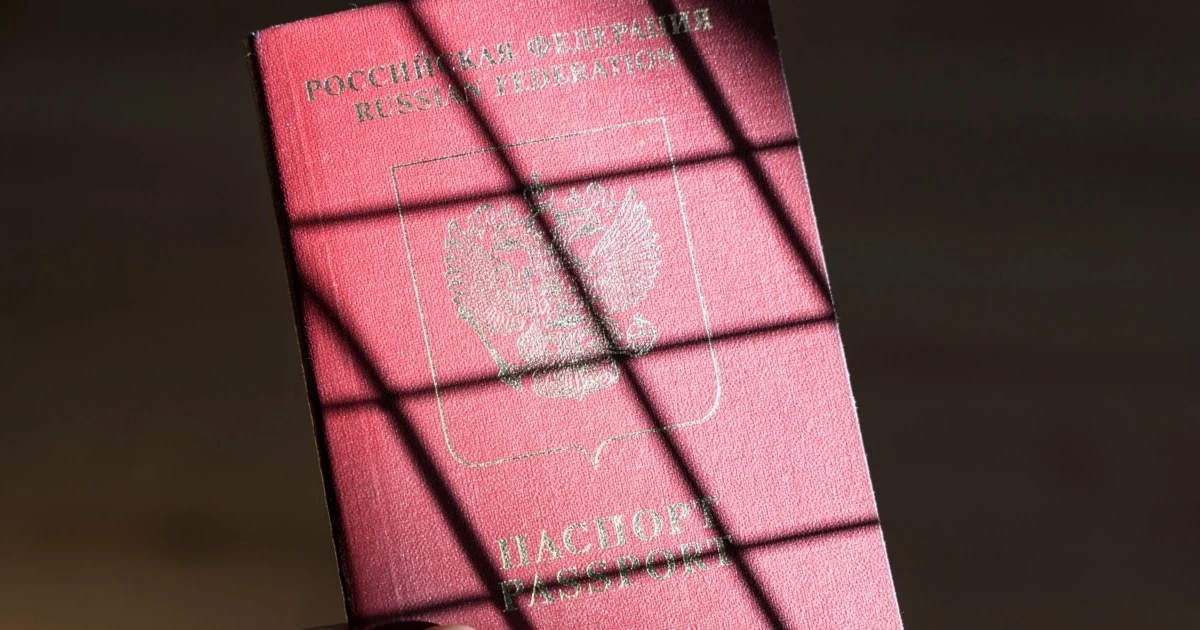 РОССИЙСКАЯ ФЕДЕРАЦИЯ
RUSSIAN FEDERATION
ПАСПОРТ
PASSPORT